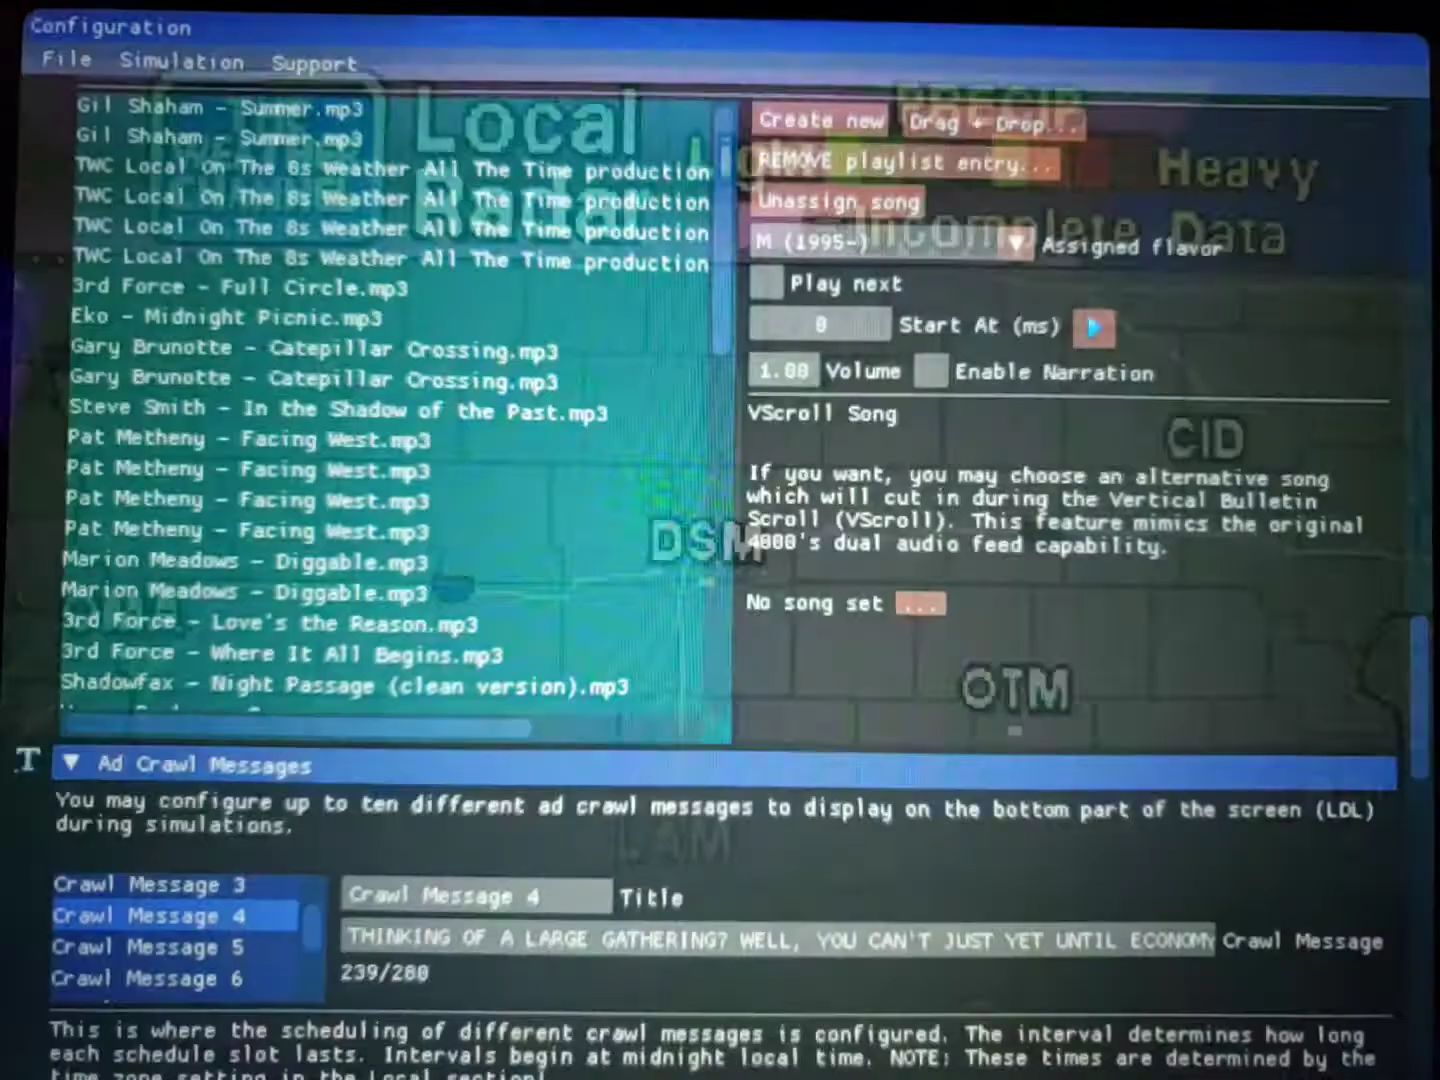 Configuration
File Simulation Support
Gil Shaham - Summer.mp3
Gil Shaham - Summer.mp3
TWC Local On The 8s Weather All The Time production
TWC Local On The 8s Weather All The Time production
TWC Local On The 8s Weather All The Time production
TWC Local On The 8s Weather All The Time production
3rd Force - Full Circle.mp3
Eko - Midnight Picnic.mp3
Gary Brunotte - Catepillar Crossing.mp3
Gary Brunotte - Catepillar Crossing.mp3
Steve Smith - In the Shadow of the Past.mp3
Pat Metheny - Facing West.mp3
Pat Metheny - Facing West.mp3
Pat Metheny - Facing West.mp3
Pat Metheny - Facing West.mp3
Marion Meadows - Diggable.mp3
Marion Meadows - Diggable.mp3
3rd Force - Love's the Reason.mp3
3rd Force - Where It All Begins.mp3
Shadowfax - Night Passage (clean version).mp3
Local
Radar
PRECIP
Light Heavy
Incomplete Data
Create new Drag + Drop...
REMOVE playlist entry...
Unassign song
M (1995-) Assigned flavor
Play next
0 Start At (ms)
1.00 Volume Enable Narration
VScroll Song
CID
If you want, you may choose an alternative song
which will cut in during the Vertical Bulletin
Scroll (VScroll). This feature mimics the original
4000's dual audio feed capability.
DSM
OMA
No song set ...
OTM
T
Ad Crawl Messages
You may configure up to ten different ad crawl messages to display on the bottom part of the screen (LDL)
during simulations.
LAM
Crawl Message 3
Crawl Message 4
Crawl Message 5
Crawl Message 6
Crawl Message 4 Title
THINKING OF A LARGE GATHERING? WELL, YOU CAN'T JUST YET UNTIL ECONOMY Crawl Message
239/280
This is where the scheduling of different crawl messages is configured. The interval determines how long
each schedule slot lasts. Intervals begin at midnight local time. NOTE: These times are determined by the
time zone setting in the Local section!